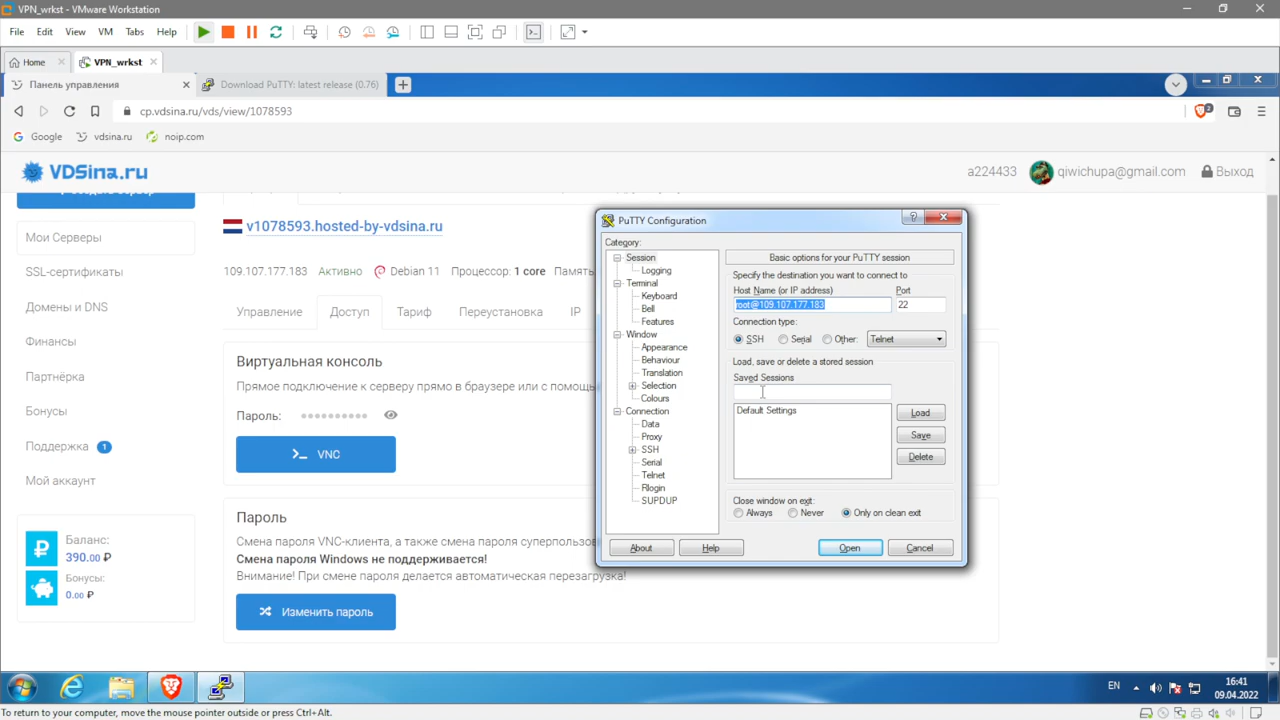 VPN_wrkst - VMware Workstation
File Edit View VM Tabs Help
Home VPN_wrkst
Панель управления Download PuTTY: latest release (0.76)
cp.vdsina.ru/vds/view/1078593
Google vdsina.ru noip.com
VDSina.ru a224433 qiwichupa@gmail.com Выход
Мои Серверы
SSL-сертификаты
Домены и DNS
Финансы
Партнёрка
Бонусы
Поддержка 1
Мой аккаунт
Баланс:
390.00 ₽
Бонусы:
0.00 ₽
v1078593.hosted-by-vdsina.ru
109.107.177.183 Активно Debian 11 Процессор: 1 core Память
Управление Доступ Тариф Переустановка IP
Виртуальная консоль
Прямое подключение к серверу прямо в браузере или с помощь
Пароль:
VNC
Пароль
Смена пароля VNC-клиента, а также смена пароля суперпользо
Смена пароля Windows не поддерживается!
Внимание! При смене пароля делается автоматическая перезагрузка!
Изменить пароль
PuTTY Configuration
Category:
Session
Logging
Terminal
Keyboard
Bell
Features
Window
Appearance
Behaviour
Translation
Selection
Colours
Connection
Data
Proxy
SSH
Serial
Telnet
Rlogin
SUPDUP
Basic options for your PuTTY session
Specify the destination you want to connect to
Host Name (or IP address) Port
root@109.107.177.183 22
Connection type:
SSH Serial Other: Telnet
Load, save or delete a stored session
Saved Sessions
Default Settings
Load
Save
Delete
Close window on exit:
Always Never Only on clean exit
About Help Open Cancel
EN 16:41
09.04.2022
To return to your computer, move the mouse pointer outside or press Ctrl+Alt.